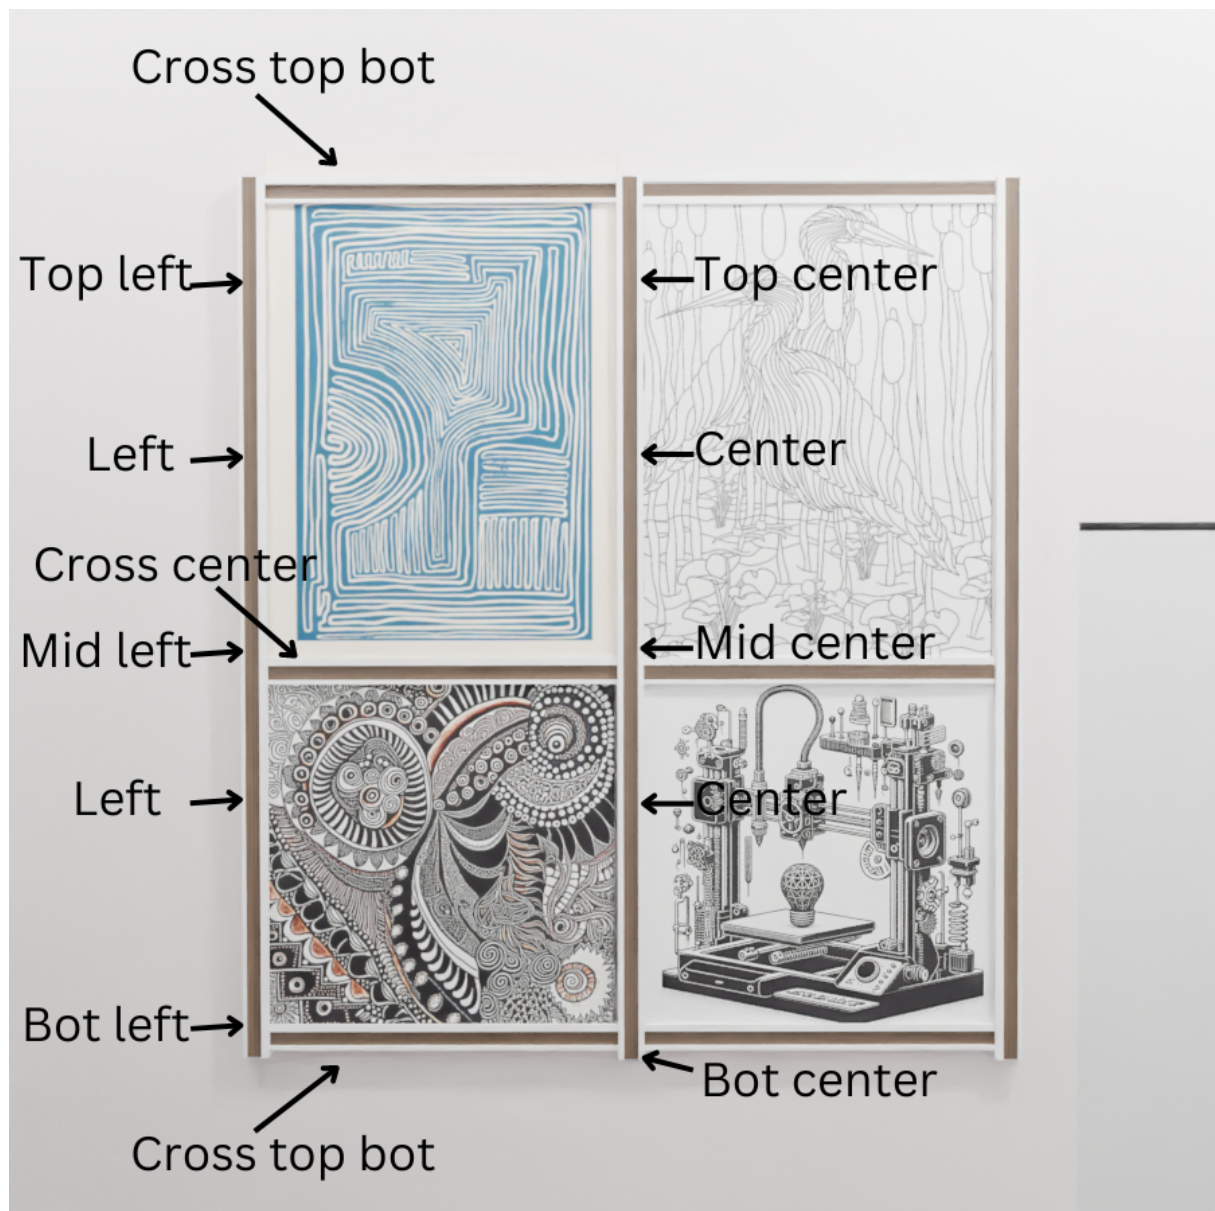 Cross top bot
Top left
Top center
Left
Center
Cross center
Mid left
Mid center
Left
Center
Bot left
Bot center
Cross top bot